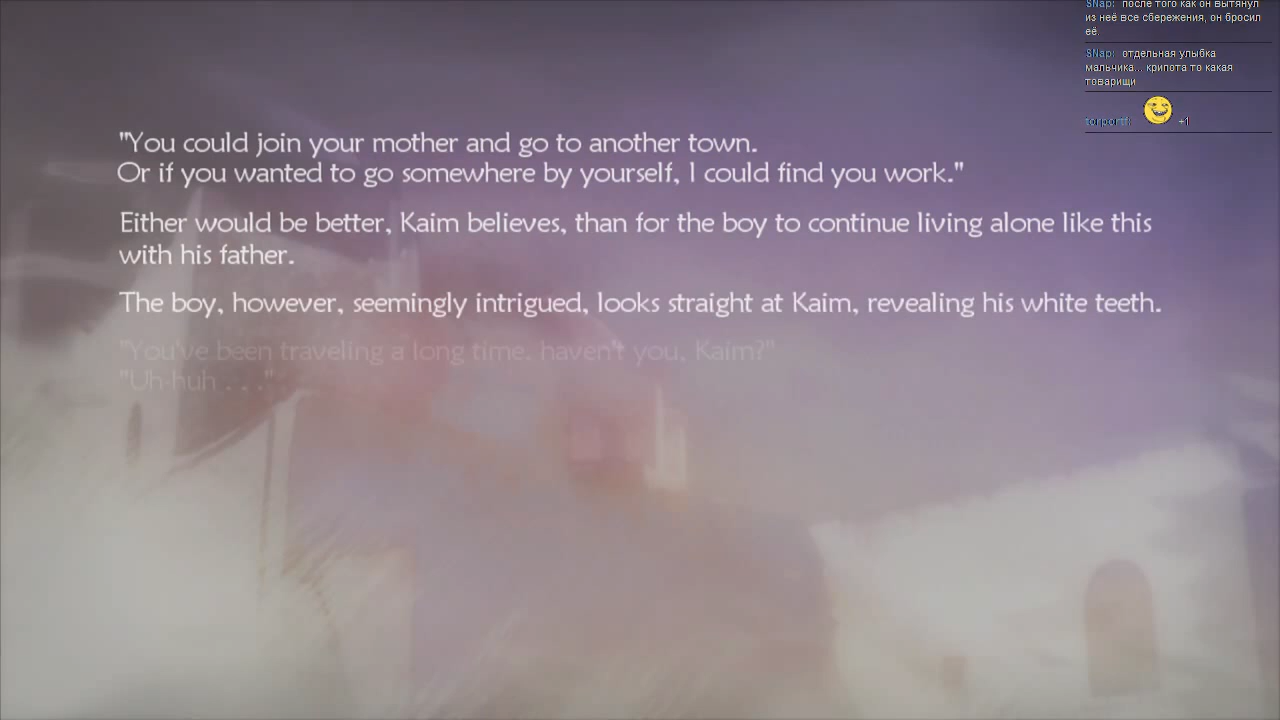 "You could join your mother and go to another town.
Or if you wanted to go somewhere by yourself, I could find you work."
Either would be better, Kaim believes, than for the boy to continue living alone like this
with his father.
The boy, however, seemingly intrigued, looks straight at Kaim, revealing his white teeth.
"You've been traveling a long time, haven't you, Kaim?"
"Uh-huh . . ."
SNap: после того как он вытянул
из неё все сбережения, он бросил
её.
SNap: отдельная улыбка
мальчика... крипота то какая
товарищи
+1